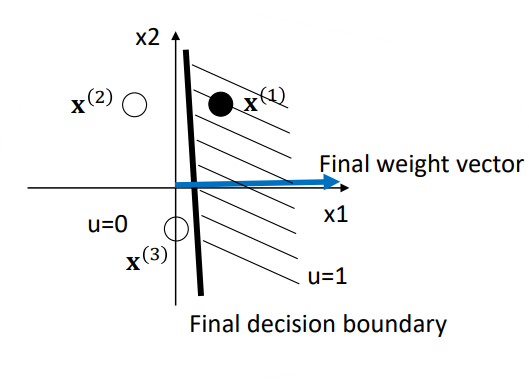 x2
x⁽²⁾
x⁽¹⁾
Final weight vector
x1
u=0
x⁽³⁾
u=1
Final decision boundary